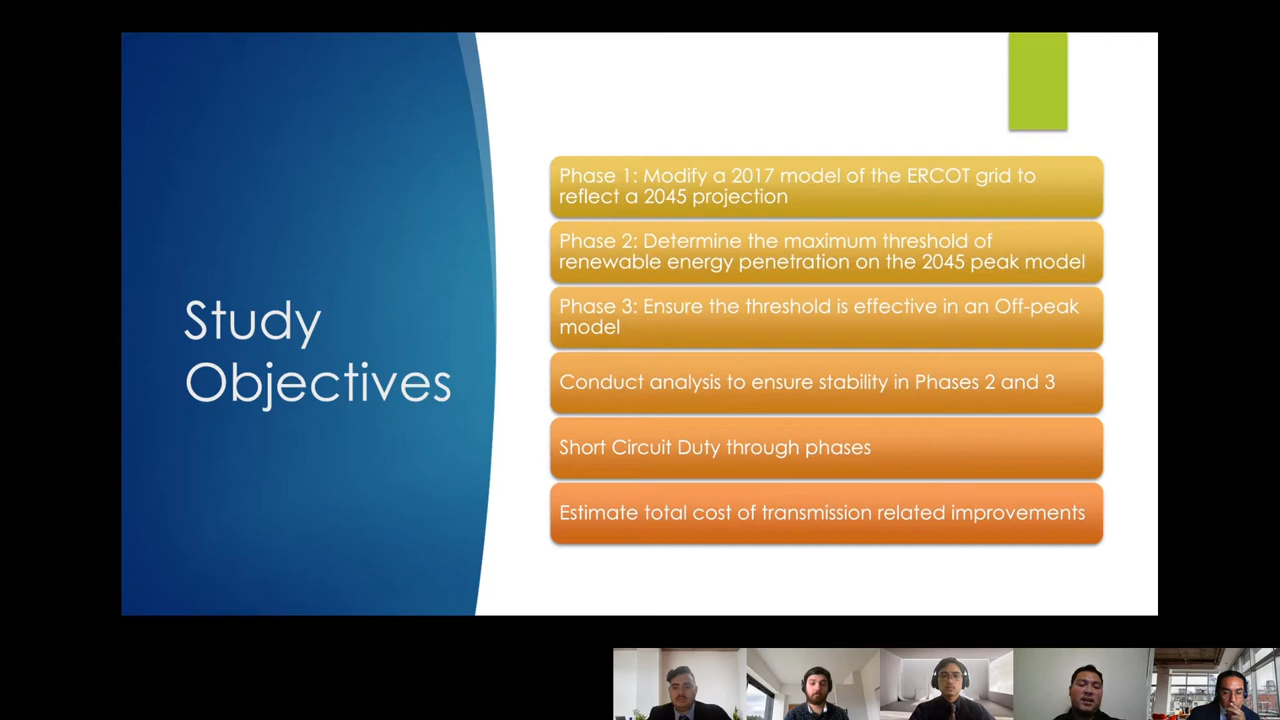 Study
Objectives
Phase 1: Modify a 2017 model of the ERCOT grid to
reflect a 2045 projection
Phase 2: Determine the maximum threshold of
renewable energy penetration on the 2045 peak model
Phase 3: Ensure the threshold is effective in an Off-peak
model
Conduct analysis to ensure stability in Phases 2 and 3
Short Circuit Duty through phases
Estimate total cost of transmission related improvements